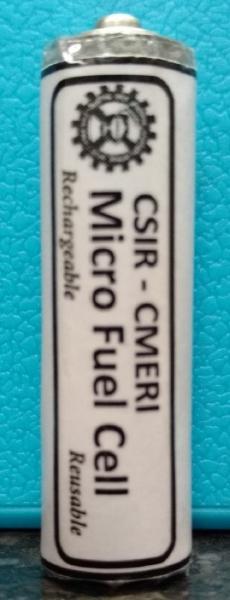 CSIR - CMERI
Micro Fuel Cell
Rechargeable Reusable